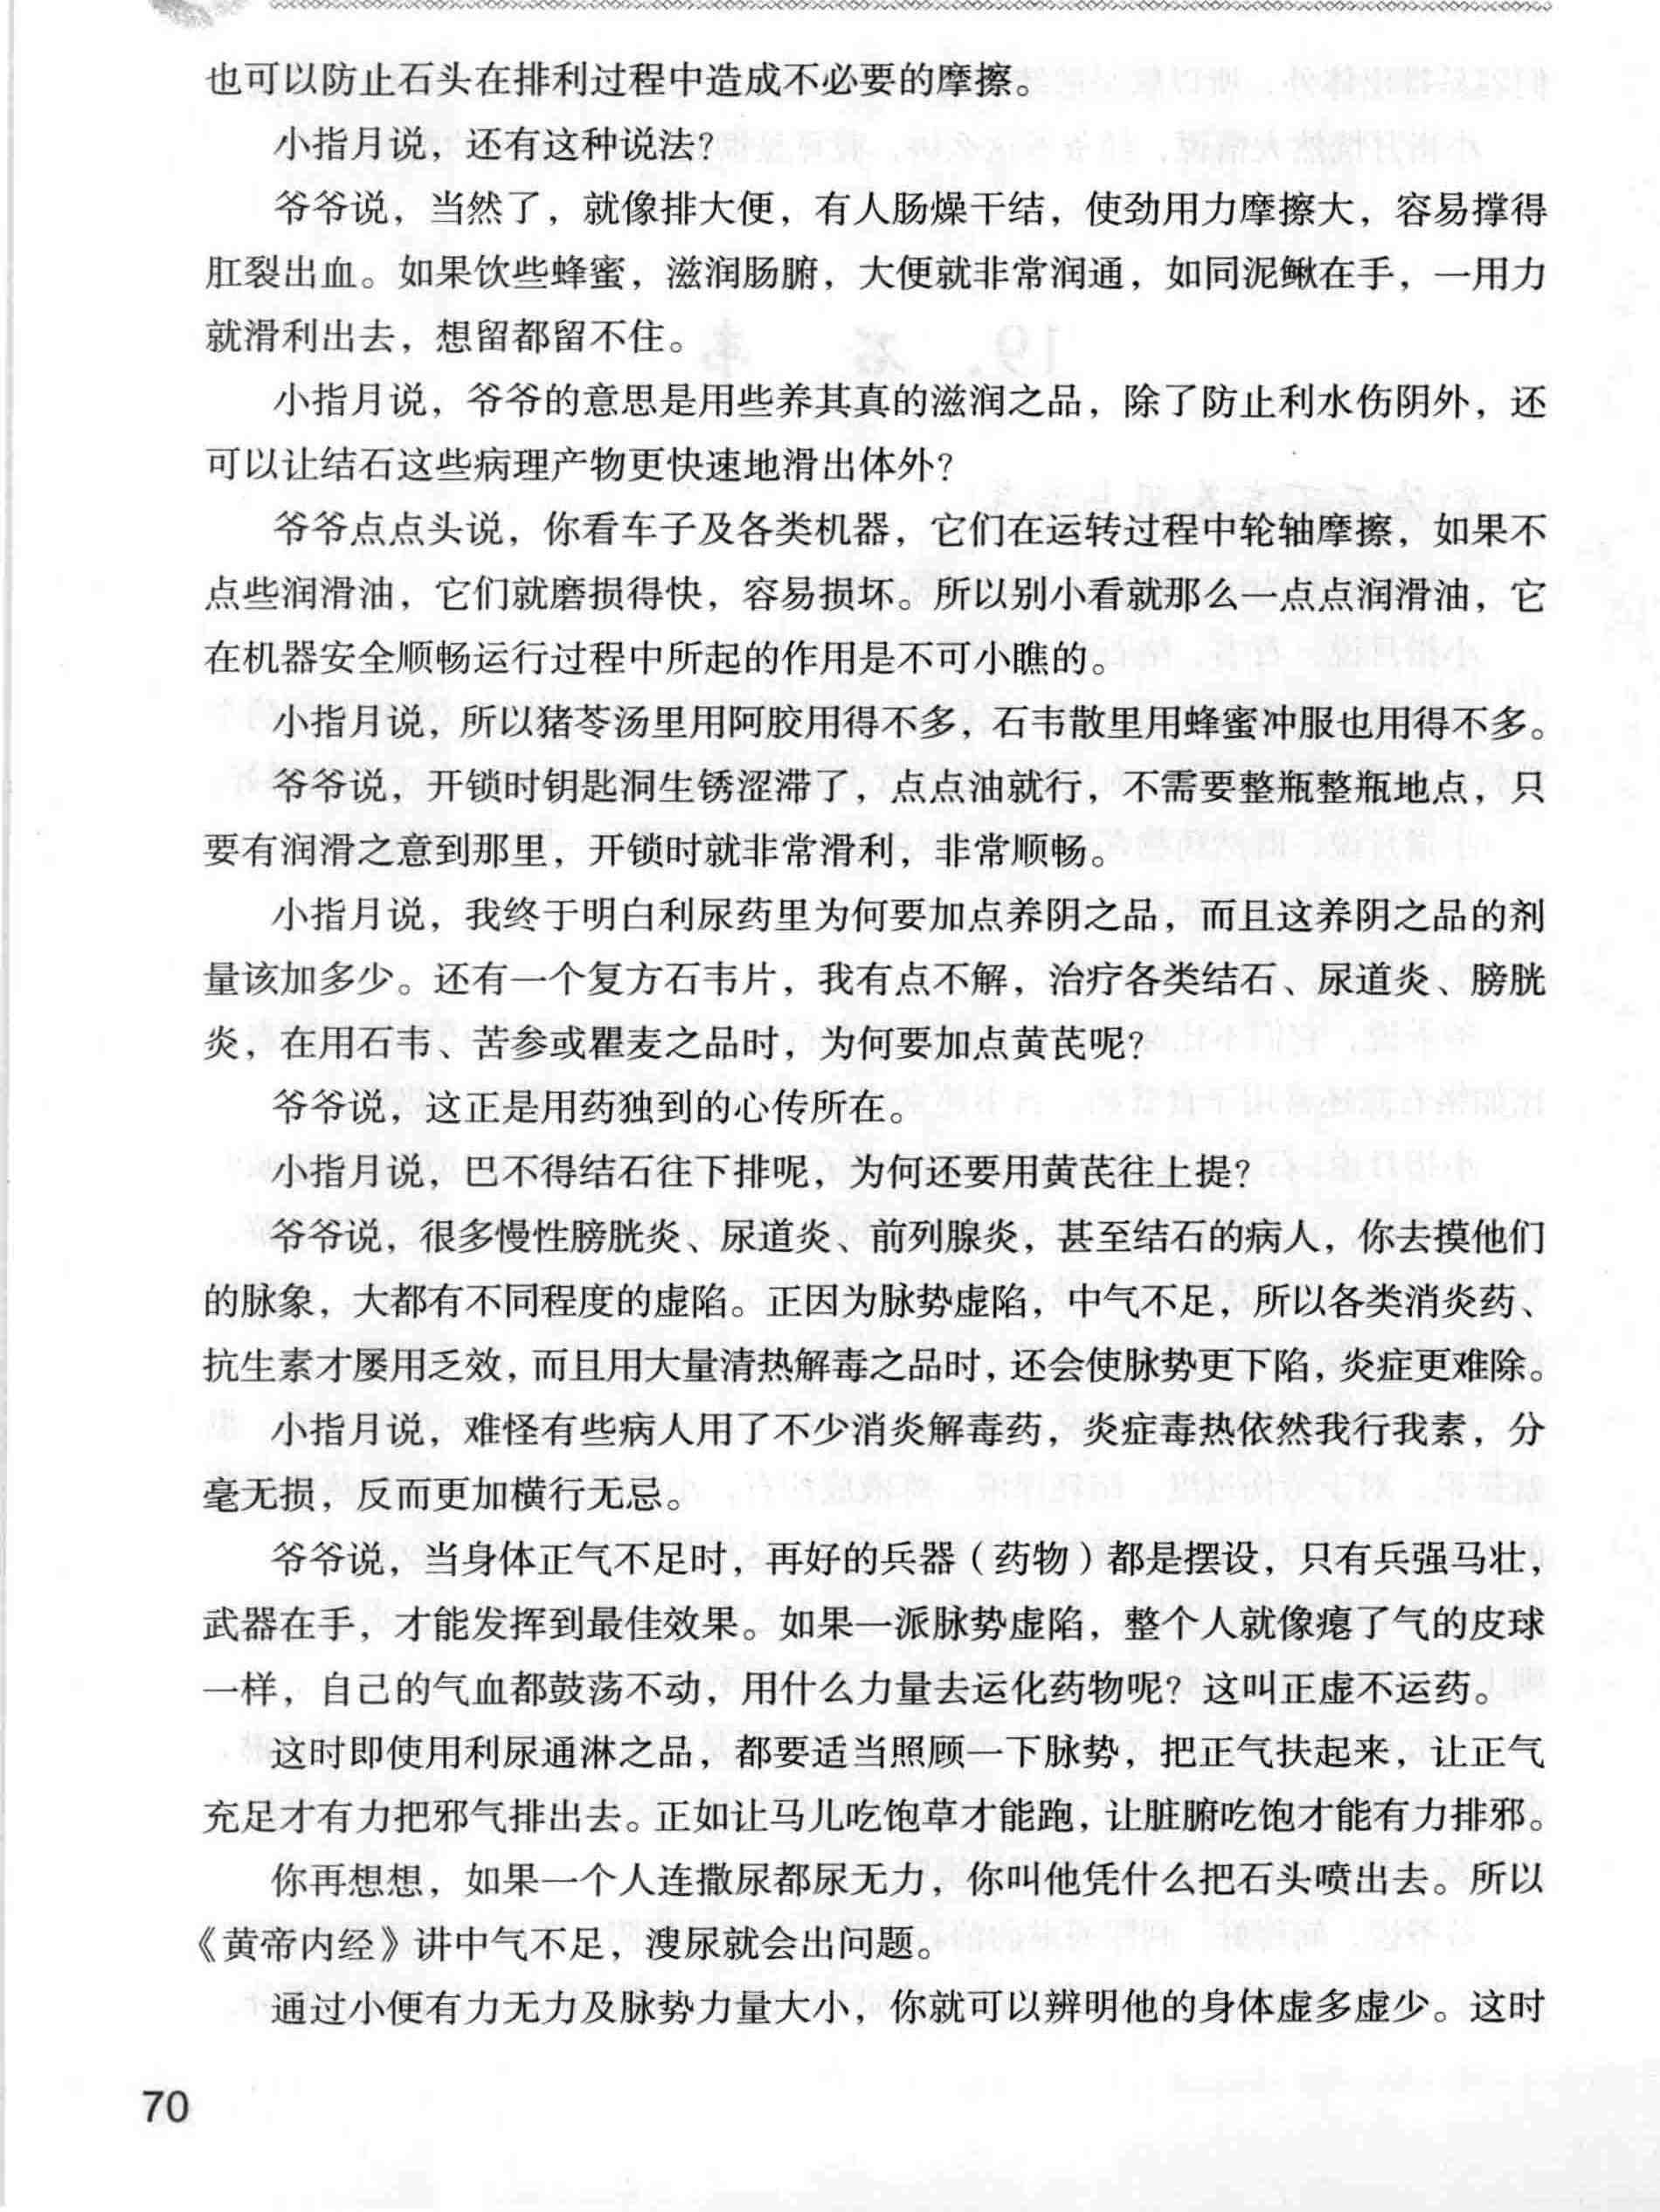 也可以防止石头在排利过程中造成不必要的摩擦。
小指月说，还有这种说法？
爷爷说，当然了，就像排大便，有人肠燥干结，使劲用力摩擦大，容易撑得
肛裂出血。如果饮些蜂蜜，滋润肠腑，大便就非常润通，如同泥鳅在手，一用力
就滑利出去，想留都留不住。
小指月说，爷爷的意思是用些养其真的滋润之品，除了防止利水伤阴外，还
可以让结石这些病理产物更快速地滑出体外？
爷爷点点头说，你看车子及各类机器，它们在运转过程中轮轴摩擦，如果不
点些润滑油，它们就磨损得快，容易损坏。所以别小看就那么一点点润滑油，它
在机器安全顺畅运行过程中所起的作用是不可小瞧的。
小指月说，所以猪苓汤里用阿胶用得不多，石韦散里用蜂蜜冲服也用得不多。
爷爷说，开锁时钥匙洞生锈涩滞了，点点油就行，不需要整瓶整瓶地点，只
要有润滑之意到那里，开锁时就非常滑利，非常顺畅。
小指月说，我终于明白利尿药里为何要加点养阴之品，而且这养阴之品的剂
量该加多少。还有一个复方石韦片，我有点不解，治疗各类结石、尿道炎、膀胱
炎，在用石韦、苦参或瞿麦之品时，为何要加点黄芪呢？
爷爷说，这正是用药独到的心传所在。
小指月说，巴不得结石往下排呢，为何还要用黄芪往上提？
爷爷说，很多慢性膀胱炎、尿道炎、前列腺炎，甚至结石的病人，你去摸他们
的脉象，大都有不同程度的虚陷。正因为脉势虚陷，中气不足，所以各类消炎药、
抗生素才屡用乏效，而且用大量清热解毒之品时，还会使脉势更下陷，炎症更难除。
小指月说，难怪有些病人用了不少消炎解毒药，炎症毒热依然我行我素，分
毫无损，反而更加横行无忌。
爷爷说，当身体正气不足时，再好的兵器（药物）都是摆设，只有兵强马壮，
武器在手，才能发挥到最佳效果。如果一派脉势虚陷，整个人就像瘪了气的皮球
一样，自己的气血都鼓荡不动，用什么力量去运化药物呢？这叫正虚不运药。
这时即使用利尿通淋之品，都要适当照顾一下脉势，把正气扶起来，让正气
充足才有力把邪气排出去。正如让马儿吃饱草才能跑，让脏腑吃饱才能有力排邪。
你再想想，如果一个人连撒尿都尿无力，你叫他凭什么把石头喷出去。所以
《黄帝内经》讲中气不足，溲尿就会出问题。
通过小便有力无力及脉势力量大小，你就可以辨明他的身体虚多虚少。这时
70